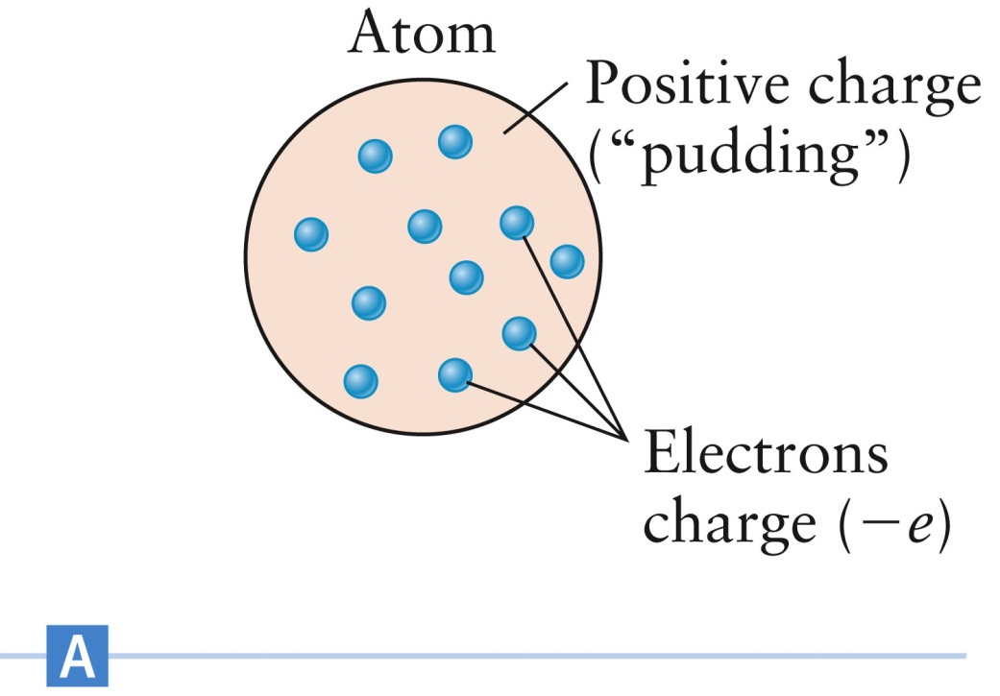 Atom
Positive charge
(“pudding”)
Electrons
charge (−e)
A